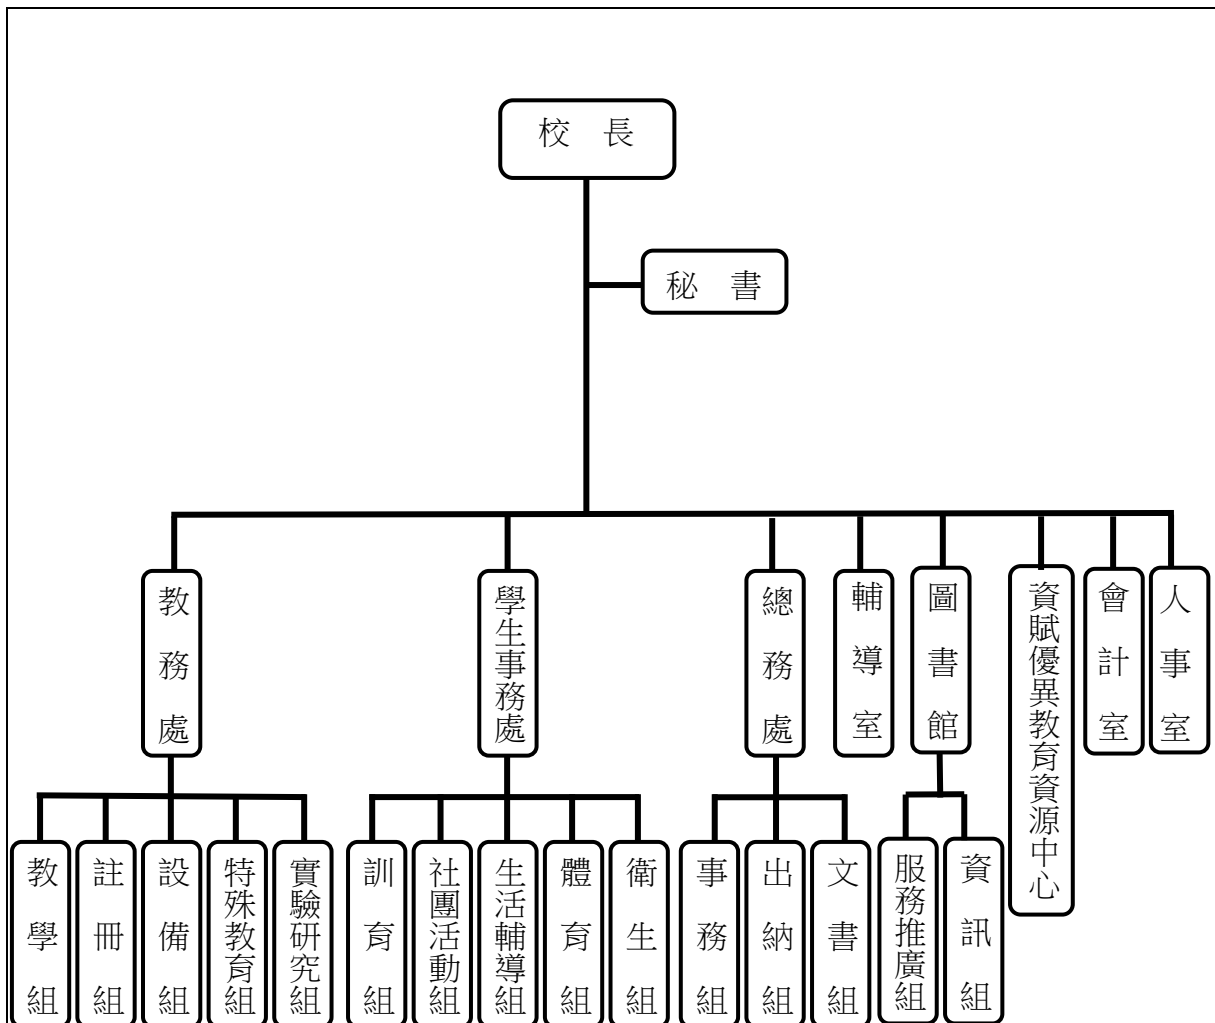 校　長
秘　書
教務處
學生事務處
總務處
輔導室
圖書館
資賦優異教育資源中心
會計室
人事室
教學組
註冊組
設備組
特殊教育組
實驗研究組
訓育組
社團活動組
生活輔導組
體育組
衛生組
事務組
出納組
文書組
服務推廣組
資訊組